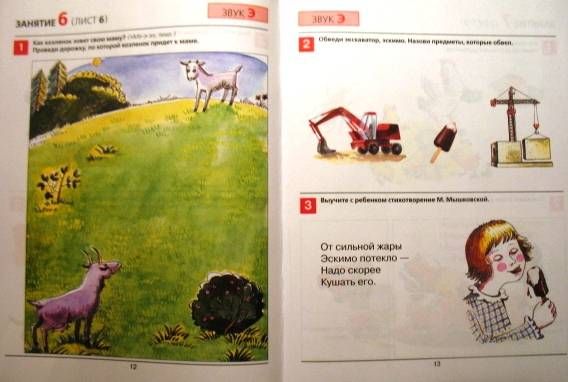 ЗАНЯТИЕ 6 (ЛИСТ 6)
ЗВУК Э
1 Как козленок зовет свою маму?
Проведи дорожку, по которой козленок придет к маме.
12
ЗВУК Э
2 Обведи экскаватор, эскимо. Назови предметы, которые обвел.
3 Выучите с ребенком стихотворение М. Мышковской.
От сильной жары
Эскимо потекло —
Надо скорее
Кушать его.
13